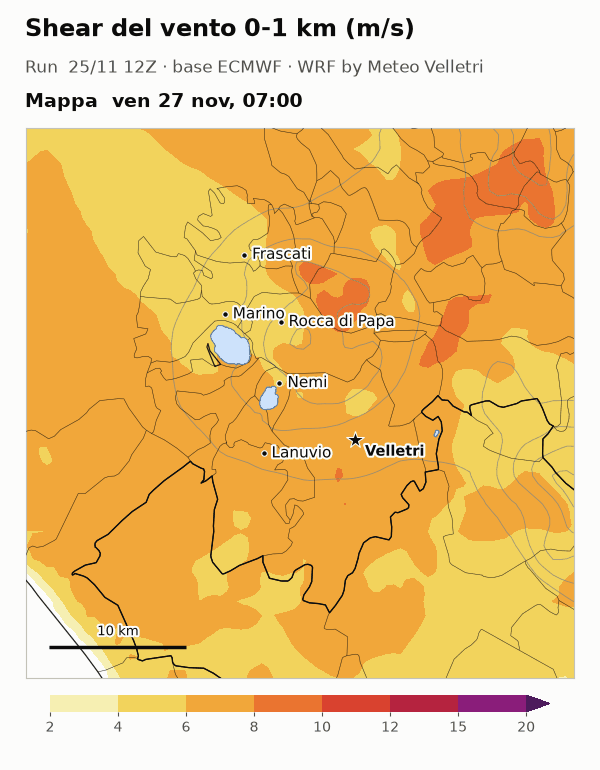 Shear del vento 0-1 km (m/s)
Run 25/11 12Z · base ECMWF · WRF by Meteo Velletri
Mappa ven 27 nov, 07:00
Frascati
Marino
Rocca di Papa
Nemi
Velletri
Lanuvio
10 km
2 4 6 8 10 12 15 20